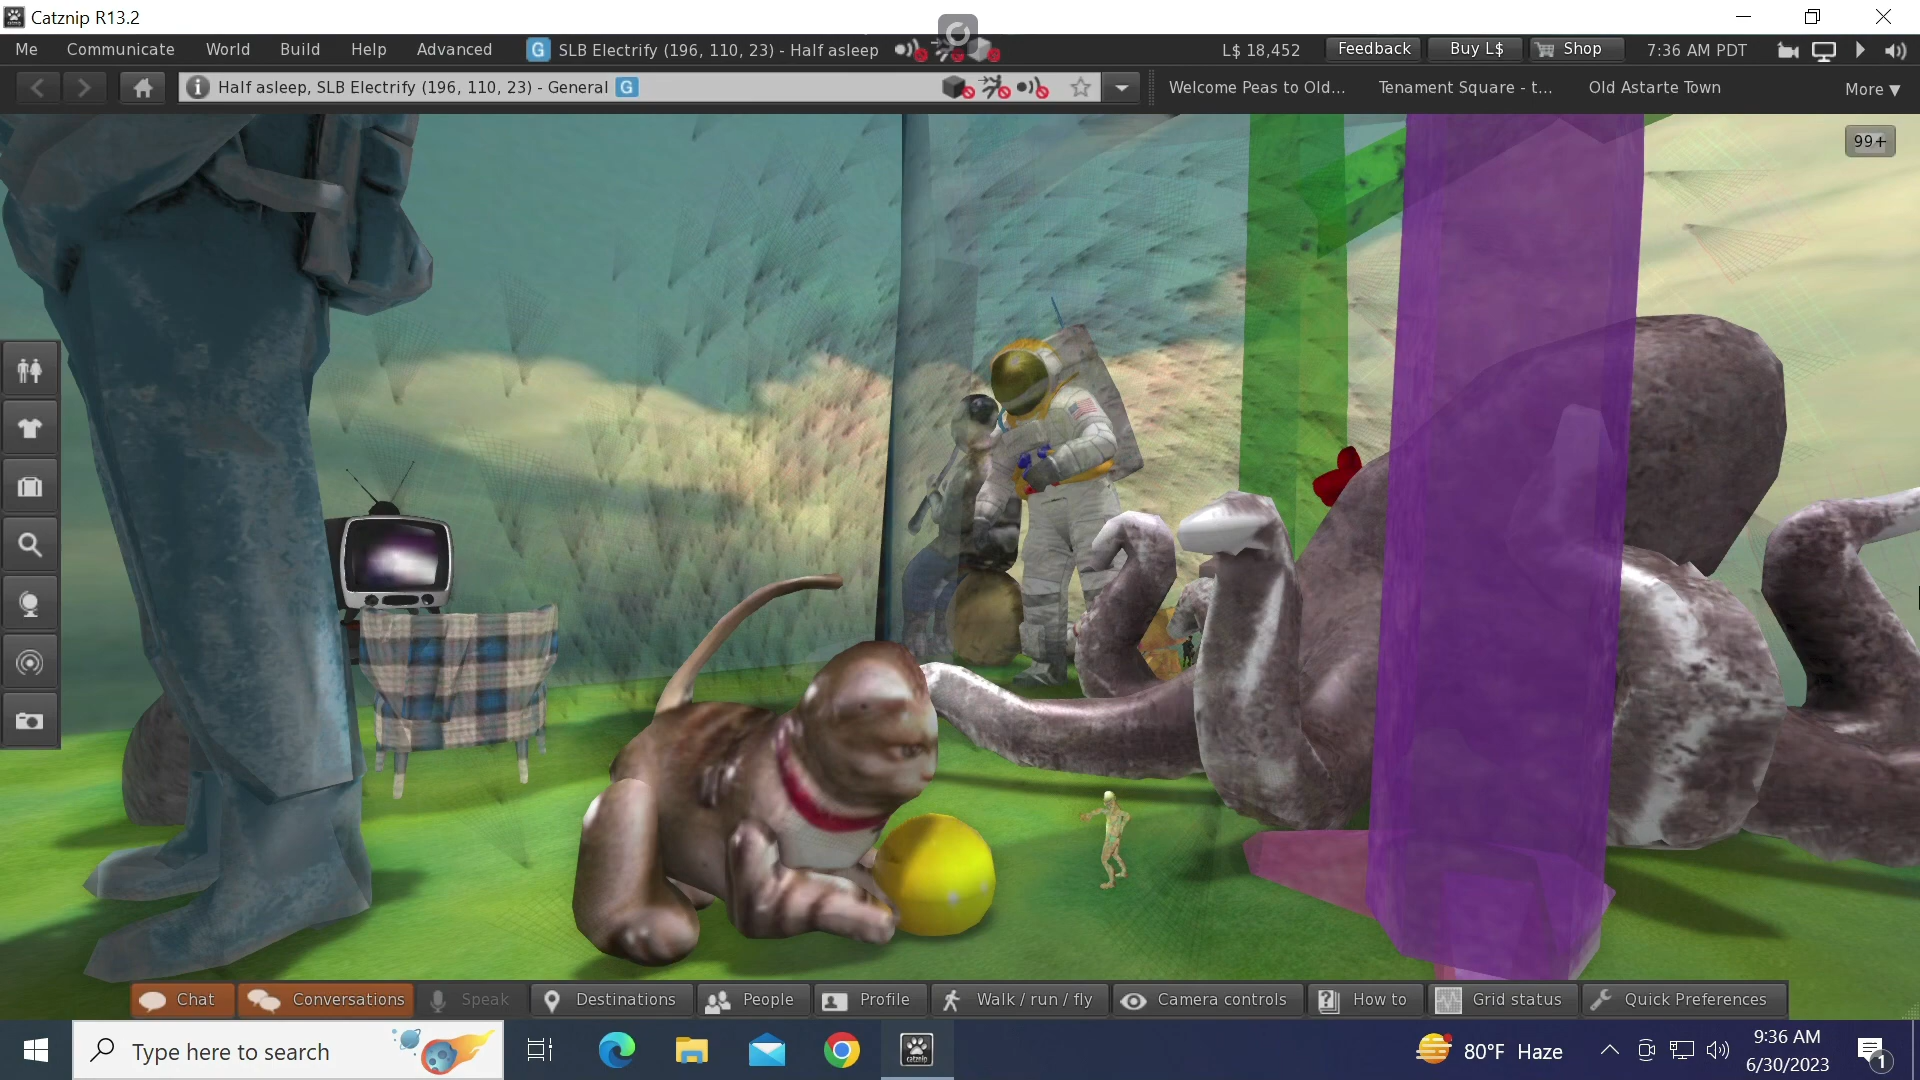 Catznip R13.2
Me Communicate World Build Help Advanced G SLB Electrify (196, 110, 23) - Half asleep L$ 18,452 Feedback Buy L$ Shop 7:36 AM PDT
Half asleep, SLB Electrify (196, 110, 23) - General G Welcome Peas to Old... Tenament Square - t... Old Astarte Town More ▼
99+
Chat Conversations Speak Destinations People Profile Walk / run / fly Camera controls How to Grid status Quick Preferences
Type here to search 80°F Haze 9:36 AM
6/30/2023 1